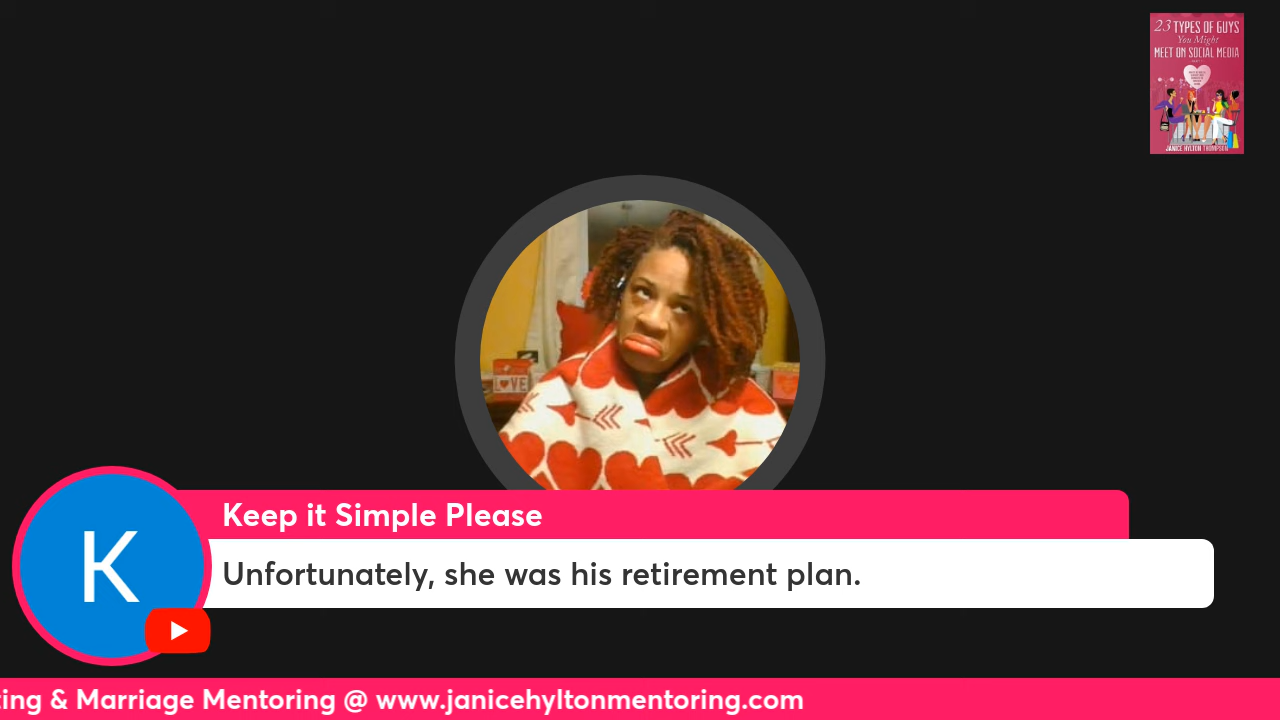 23 TYPES OF GUYS
You Might
MEET ON SOCIAL MEDIA
JANICE HYLTON THOMPSON
LOVE
Keep it Simple Please
K
Unfortunately, she was his retirement plan.
ting & Marriage Mentoring @ www.janicehyltonmentoring.com